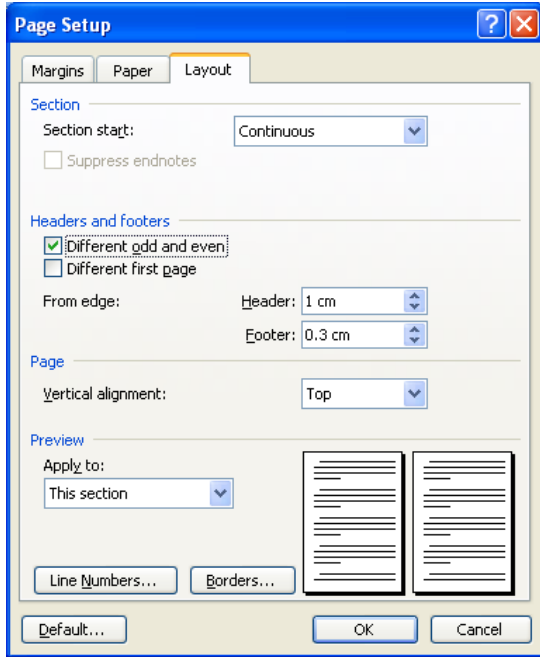 Page Setup
Margins Paper Layout
Section
Section start: Continuous
Suppress endnotes
Headers and footers
Different odd and even
Different first page
From edge: Header: 1 cm
Footer: 0.3 cm
Page
Vertical alignment: Top
Preview
Apply to:
This section
Line Numbers... Borders...
Default... OK Cancel